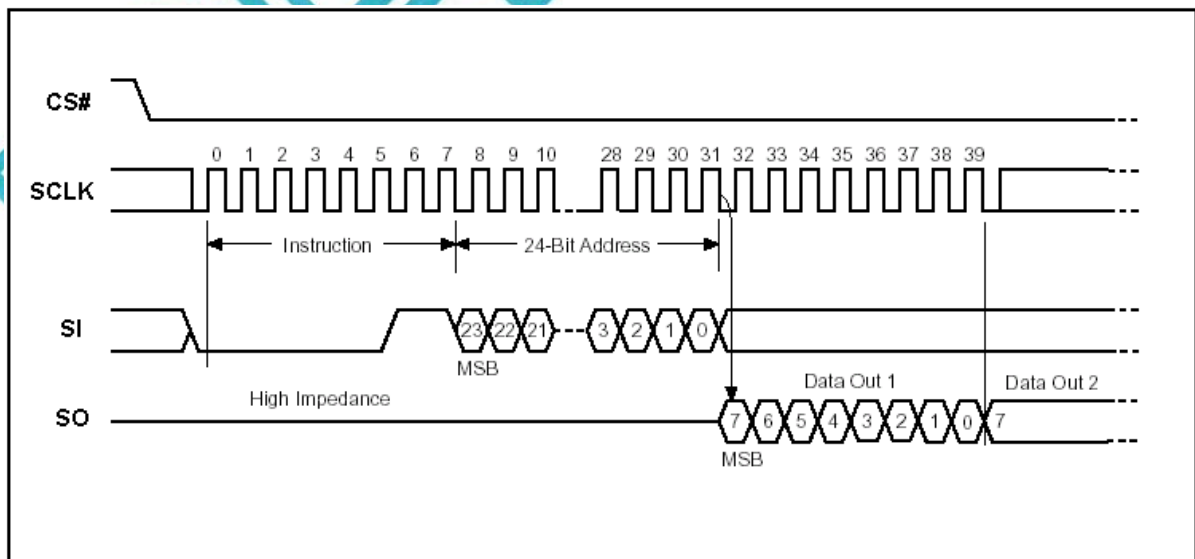 CS#
0 1 2 3 4 5 6 7 8 9 10 28 29 30 31 32 33 34 35 36 37 38 39
SCLK
Instruction 24-Bit Address
SI 23 22 21 3 2 1 0
MSB
High Impedance Data Out 1 Data Out 2
SO 7 6 5 4 3 2 1 0 7
MSB